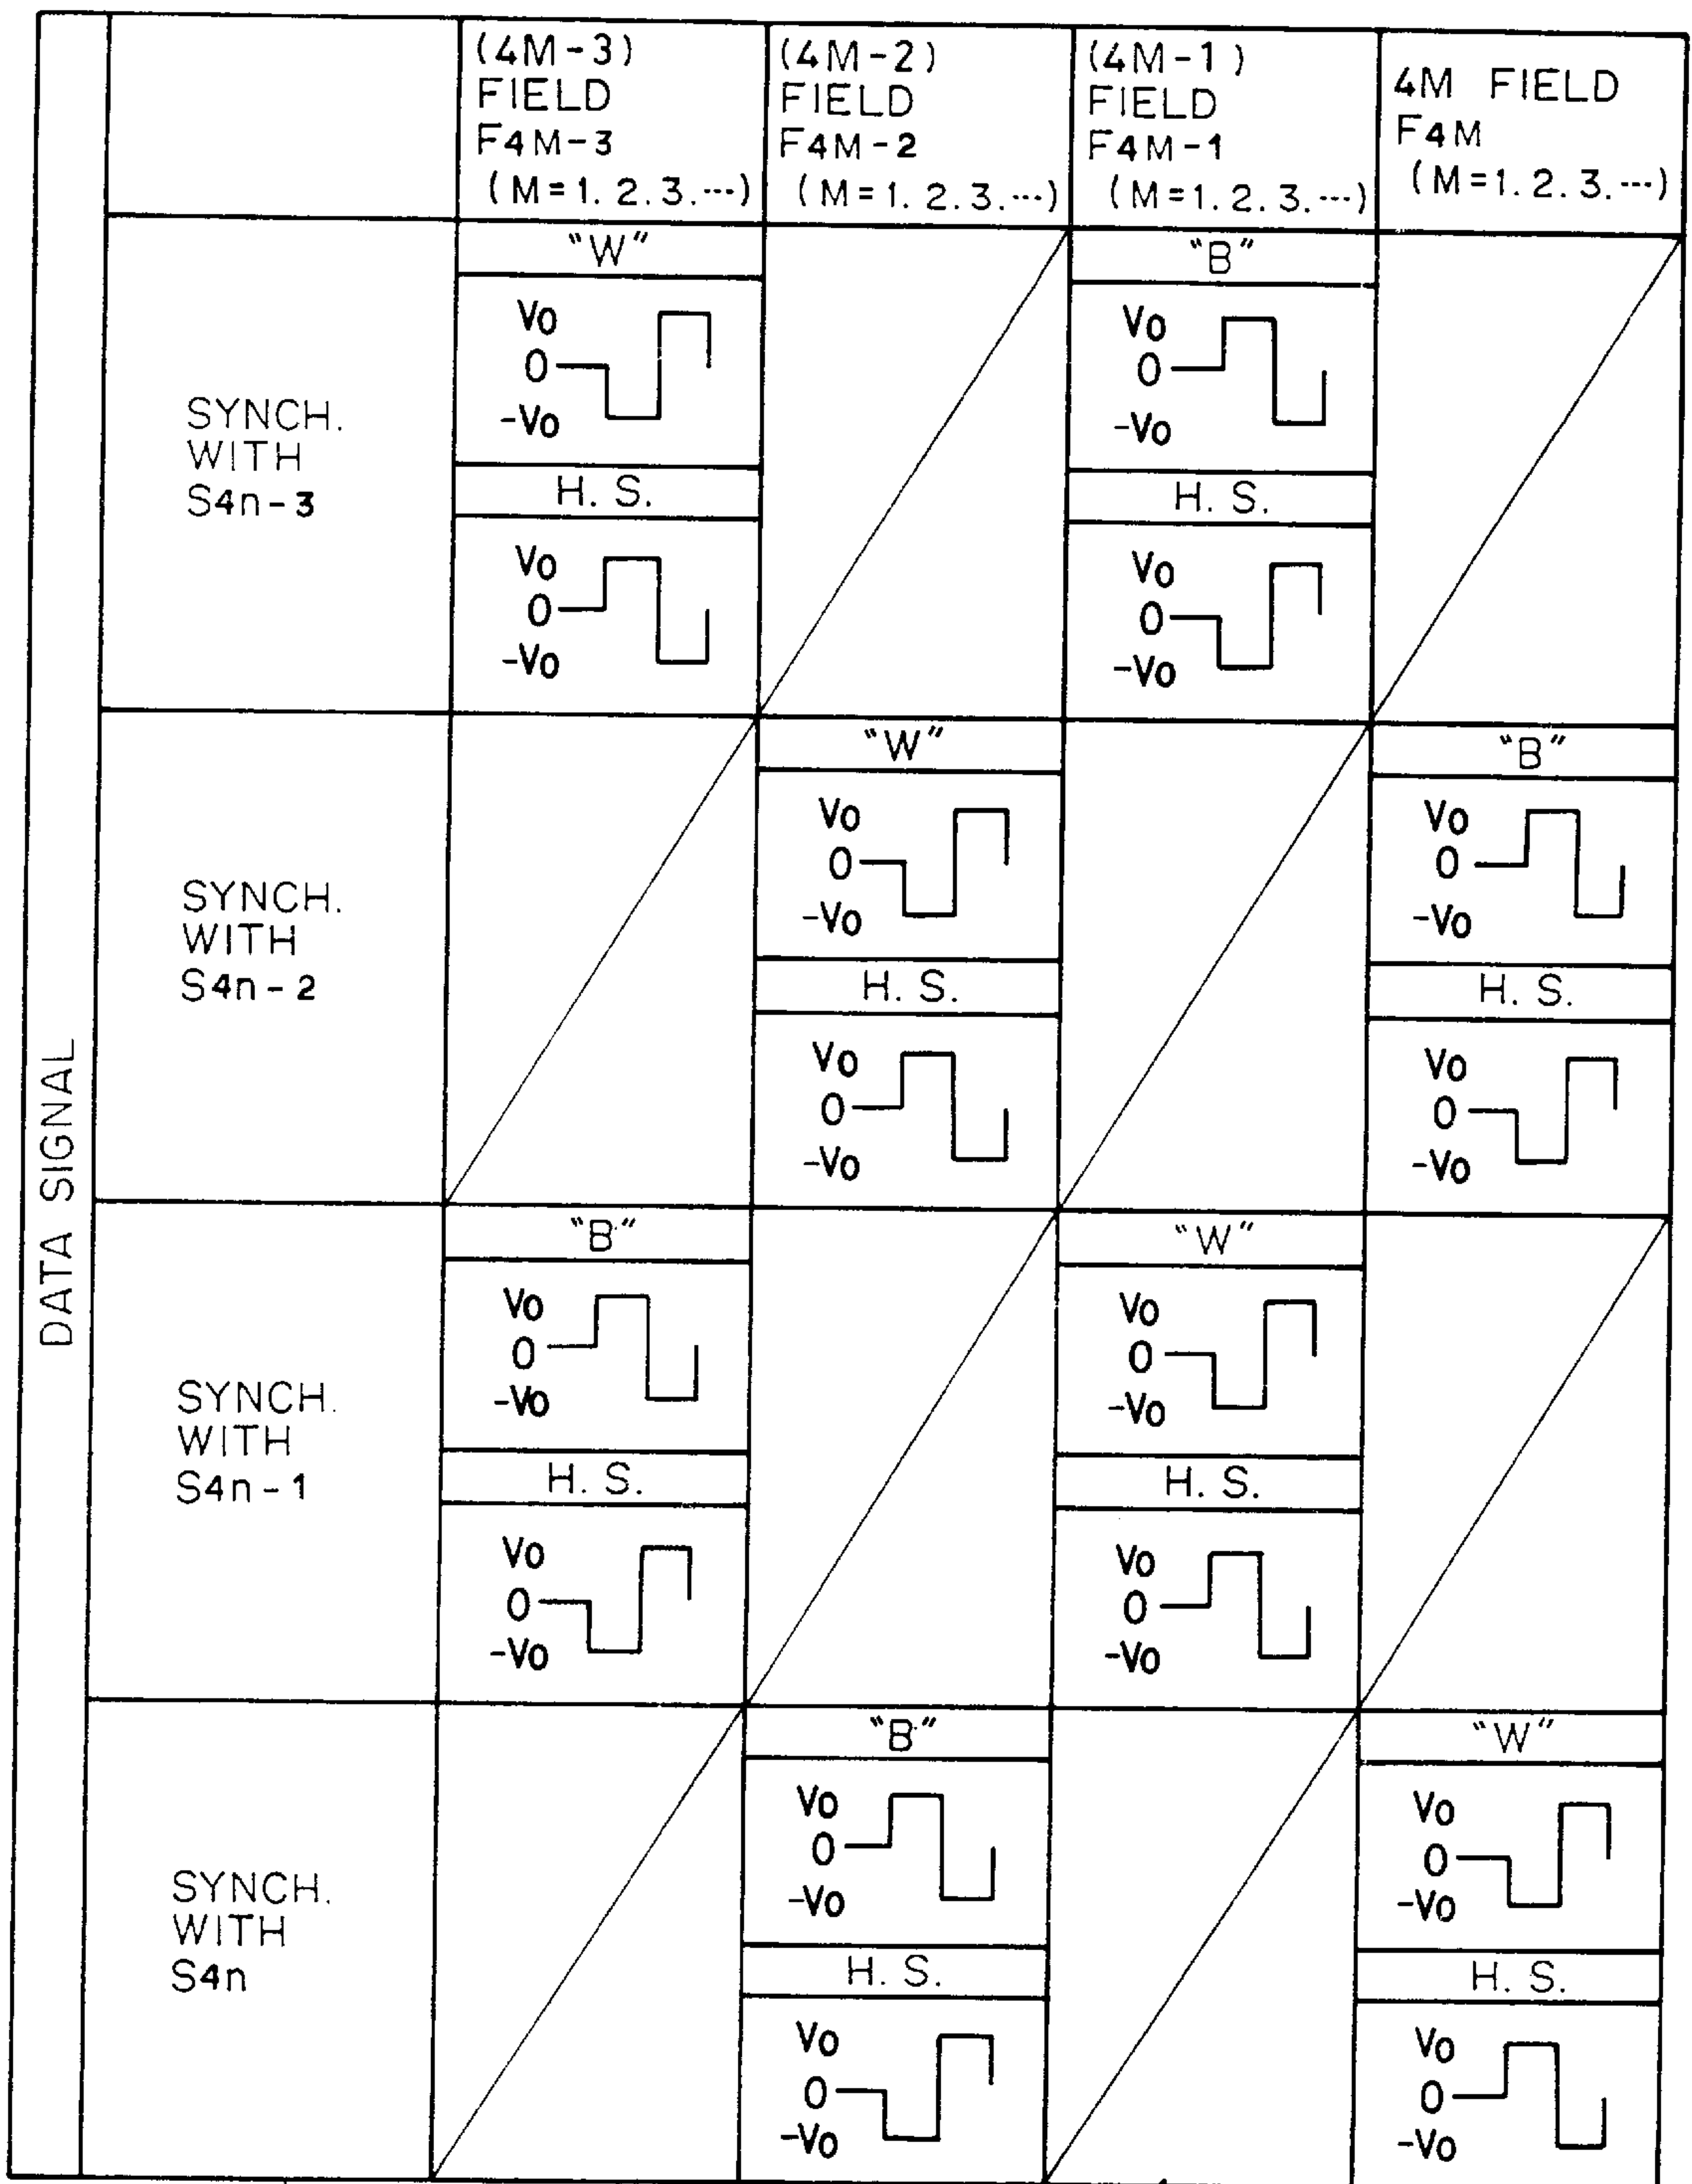 (4M-3)
FIELD
F4M-3
(M=1.2.3.---)
(4M-2)
FIELD
F4M-2
(M=1.2.3.---)
(4M-1)
FIELD
F4M-1
(M=1.2.3.---)
4M FIELD
F4M
(M=1.2.3.---)
DATA SIGNAL
SYNCH.
WITH
S4n-3
"W"
Vo
0
-Vo
H. S.
Vo
0
-Vo
"B"
Vo
0
-Vo
H. S.
Vo
0
-Vo
SYNCH.
WITH
S4n-2
"W"
Vo
0
-Vo
H. S.
Vo
0
-Vo
"B"
Vo
0
-Vo
H. S.
Vo
0
-Vo
SYNCH.
WITH
S4n-1
"B"
Vo
0
-Vo
H. S.
Vo
0
-Vo
"W"
Vo
0
-Vo
H. S.
Vo
0
-Vo
SYNCH.
WITH
S4n
"B"
Vo
0
-Vo
H. S.
Vo
0
-Vo
"W"
Vo
0
-Vo
H. S.
Vo
0
-Vo